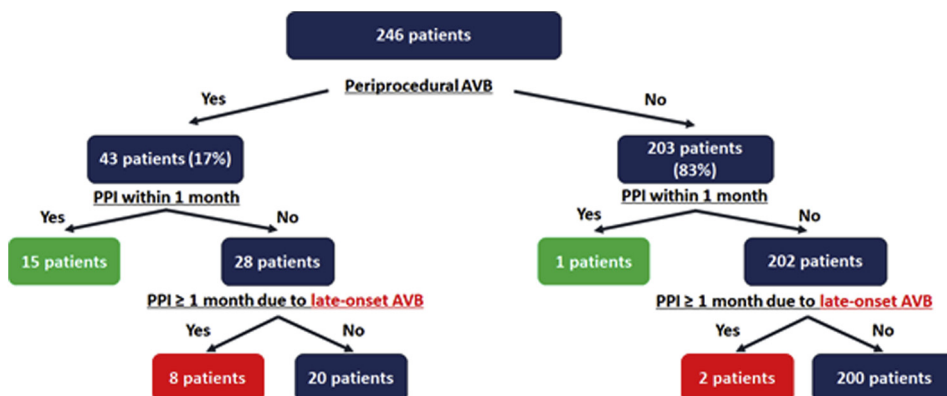 246 patients
Periprocedural AVB
Yes
No
43 patients (17%)
203 patients
(83%)
PPI within 1 month
PPI within 1 month
Yes
No
Yes
No
15 patients
28 patients
1 patients
202 patients
PPI ≥ 1 month due to late-onset AVB
PPI ≥ 1 month due to late-onset AVB
Yes
No
Yes
No
8 patients
20 patients
2 patients
200 patients